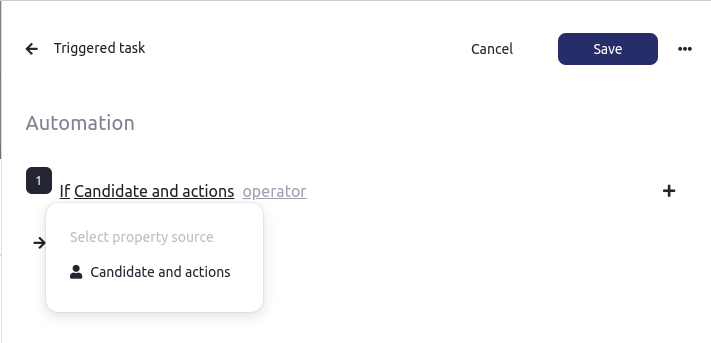 Triggered task Cancel Save
Automation
1 If Candidate and actions operator
Select property source
Candidate and actions